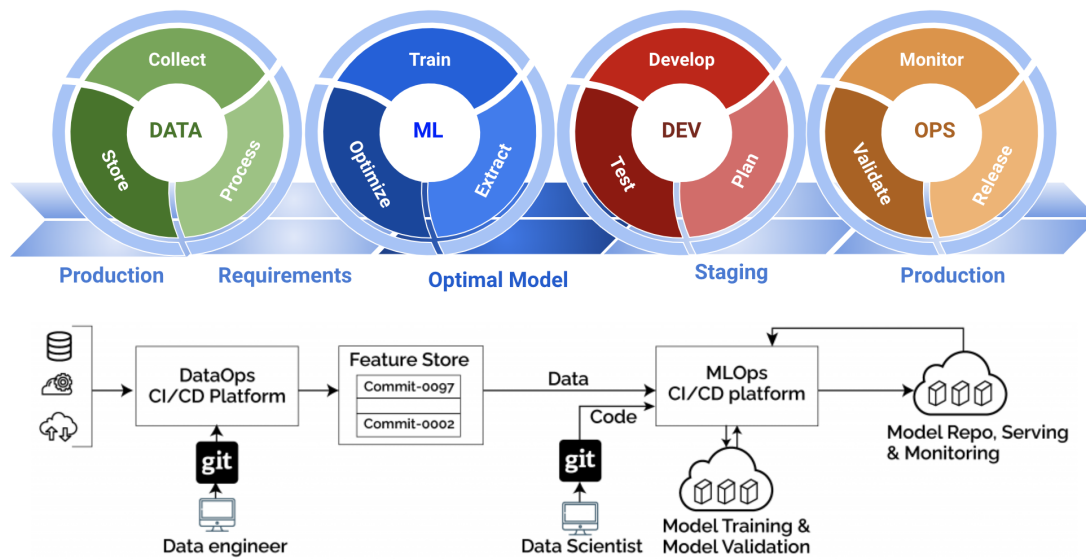 Collect
DATA
Store
Process
Train
ML
Optimize
Extract
Develop
DEV
Test
Plan
Monitor
OPS
Validate
Release
Production
Requirements
Optimal Model
Staging
Production
DataOps
CI/CD Platform
Feature Store
Commit-0097
Commit-0002
Data
Code
MLOps
CI/CD platform
git
Data engineer
git
Data Scientist
Model Training &
Model Validation
Model Repo, Serving
& Monitoring